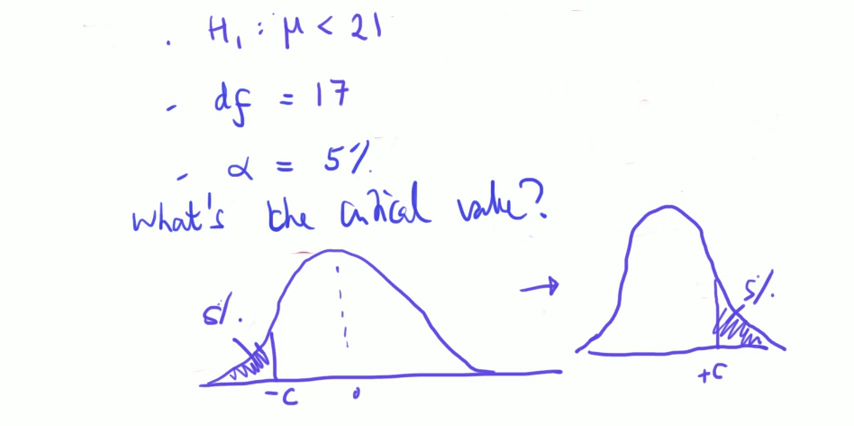 . H₁ : μ < 21
- df = 17
- α = 5%.
What's the critical value?
5%.
5%.
-C
0
+C